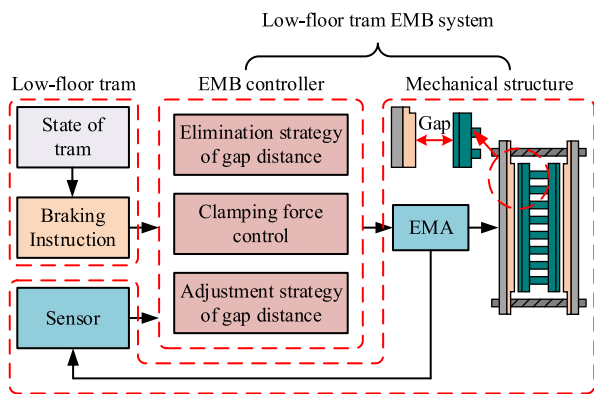 Low-floor tram EMB system
Low-floor tram
EMB controller
Mechanical structure
State of
tram
Braking
Instruction
Sensor
Elimination strategy
of gap distance
Clamping force
control
Adjustment strategy
of gap distance
EMA
Gap